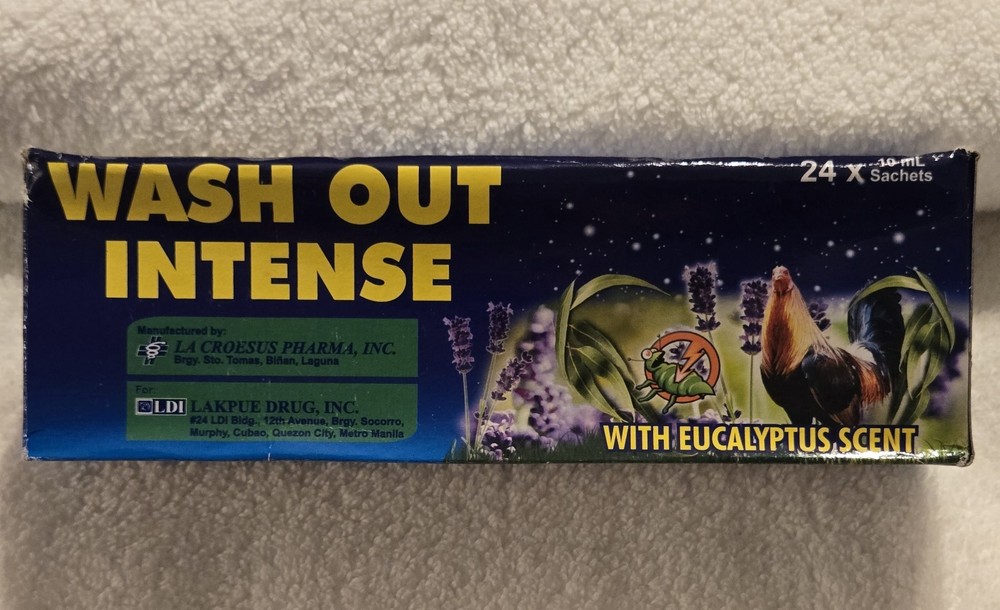 WASH OUT
INTENSE
24 x 10 mL
Sachets
Manufactured by:
LA CROESUS PHARMA, INC.
Brgy. Sto. Tomas, Biñan, Laguna
For:
LDI LAKPUE DRUG, INC.
#24 LDI Bldg., 12th Avenue, Brgy. Socorro,
Murphy, Cubao, Quezon City, Metro Manila
WITH EUCALYPTUS SCENT